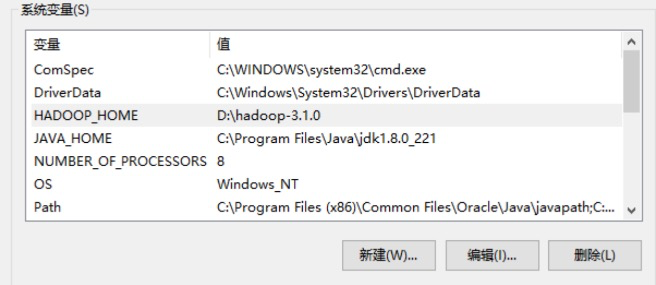 系统变量(S)
变量 值
ComSpec C:\WINDOWS\system32\cmd.exe
DriverData C:\Windows\System32\Drivers\DriverData
HADOOP_HOME D:\hadoop-3.1.0
JAVA_HOME C:\Program Files\Java\jdk1.8.0_221
NUMBER_OF_PROCESSORS 8
OS Windows_NT
Path C:\Program Files (x86)\Common Files\Oracle\Java\javapath;C:...
新建(W)... 编辑(I)... 删除(L)